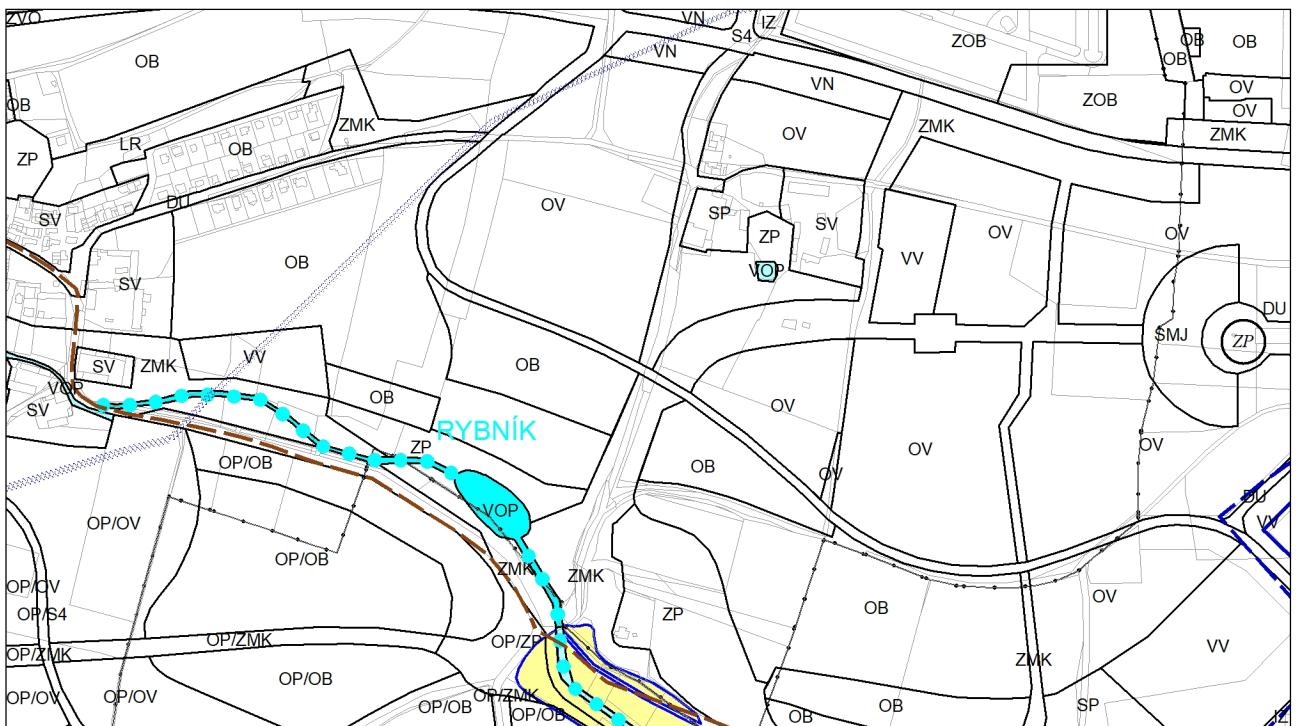 ZVO
VN
IZ
S4
OB
VN
ZOB
OB
OB
OB
VN
ZOB
OV
OB
ZMK
OV
OV
ZMK
ZMK
LR
OB
ZP
DU
OV
SV
SP
SV
OV
OV
ZP
VV
OB
VOP
SV
DU
SMJ
ZP
SV
ZMK
VV
OB
VOP
OB
OV
SV
RYBNÍK
ZP
OV
OV
OP/OB
OB
OV
DU
VOP
VV
OP/OV
OP/OB
ZMK
ZMK
OP/OV
OB
OV
OP/S4
ZP
OP/ZMK
OP/ZP
OP/ZMK
VV
ZMK
OP/OB
OP/OV
OP/OV
OP/ZMK
OP/OB
OP/OB
OB
OB
SP
IZ